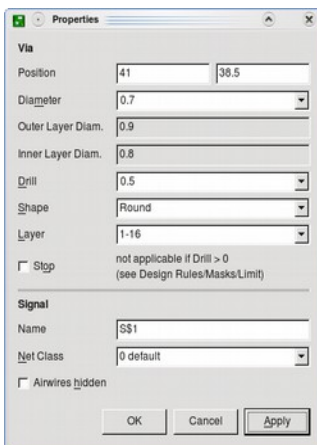 Properties
Via
Position 41 38.5
Diameter 0.7
Outer Layer Diam. 0.9
Inner Layer Diam. 0.8
Drill 0.5
Shape Round
Layer 1-16
Stop not applicable if Drill > 0
(see Design Rules/Masks/Limit)
Signal
Name S$1
Net Class 0 default
Airwires hidden
OK Cancel Apply